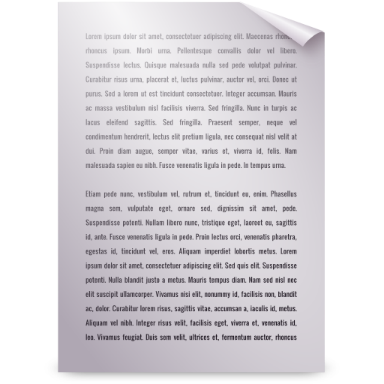 Lorem ipsum dolor sit amet, consectetuer adipiscing elit. Maecenas
rhoncus ipsum. Morbi urna. Pellentesque convallis dolor vel libero.
Suspendisse lectus. Quisque malesuada nulla sed pede volutpat pulvinar.
Curabitur risus urna, placerat et, luctus pulvinar, auctor vel, orci. Donec ut
purus. Sed a lorem ut est tincidunt consectetuer. Integer accumsan. Mauris
ac massa vestibulum nisl facilisis viverra. Sed fringilla. Nunc in turpis ac
lacus eleifend sagittis. Sed fringilla. Praesent semper, neque vel
condimentum hendrerit, lectus elit pretium ligula, nec consequat nisl velit at
dui. Proin diam augue, semper vitae, varius et, viverra id, felis. Nam
malesuada sapien eu nibh. Fusce venenatis ligula in pede. In tempus urna.
Etiam pede nunc, vestibulum vel, rutrum et, tincidunt eu, enim. Phasellus
magna sem, vulputate eget, ornare sed, dignissim sit amet, pede.
Suspendisse potenti. Nullam libero nunc, tristique eget, laoreet eu, sagittis
id, ante. Fusce venenatis ligula in pede. Integer nibh orci, venenatis pharetra,
egestas id, tincidunt vel, eros. Aliquam imperdiet lobortis metus. Lorem
ipsum dolor sit amet, consectetuer adipiscing elit. Sed quis elit. Suspendisse
potenti. Nulla blandit justo a metus. Mauris tempus diam. Nam sed nisl nec elit
suscipit ullamcorper. Vivamus nisi elit, nonummy id, facilisis non, blandit
ac, dolor. Lorem rhoncus risus, sagittis vitae, accumsan a, iaculis id, metus.
Aliquam vel nibh. Integer risus velit, facilisis eget, viverra et, venenatis id,
leo. Vivamus feugiat. Duis sem velit, ultrices et, fermentum auctor, rhoncus